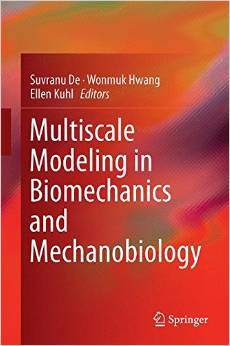 Suvranu De · Wonmuk Hwang
Ellen Kuhl Editors
Multiscale
Modeling in
Biomechanics
and
Mechanobiology
Springer